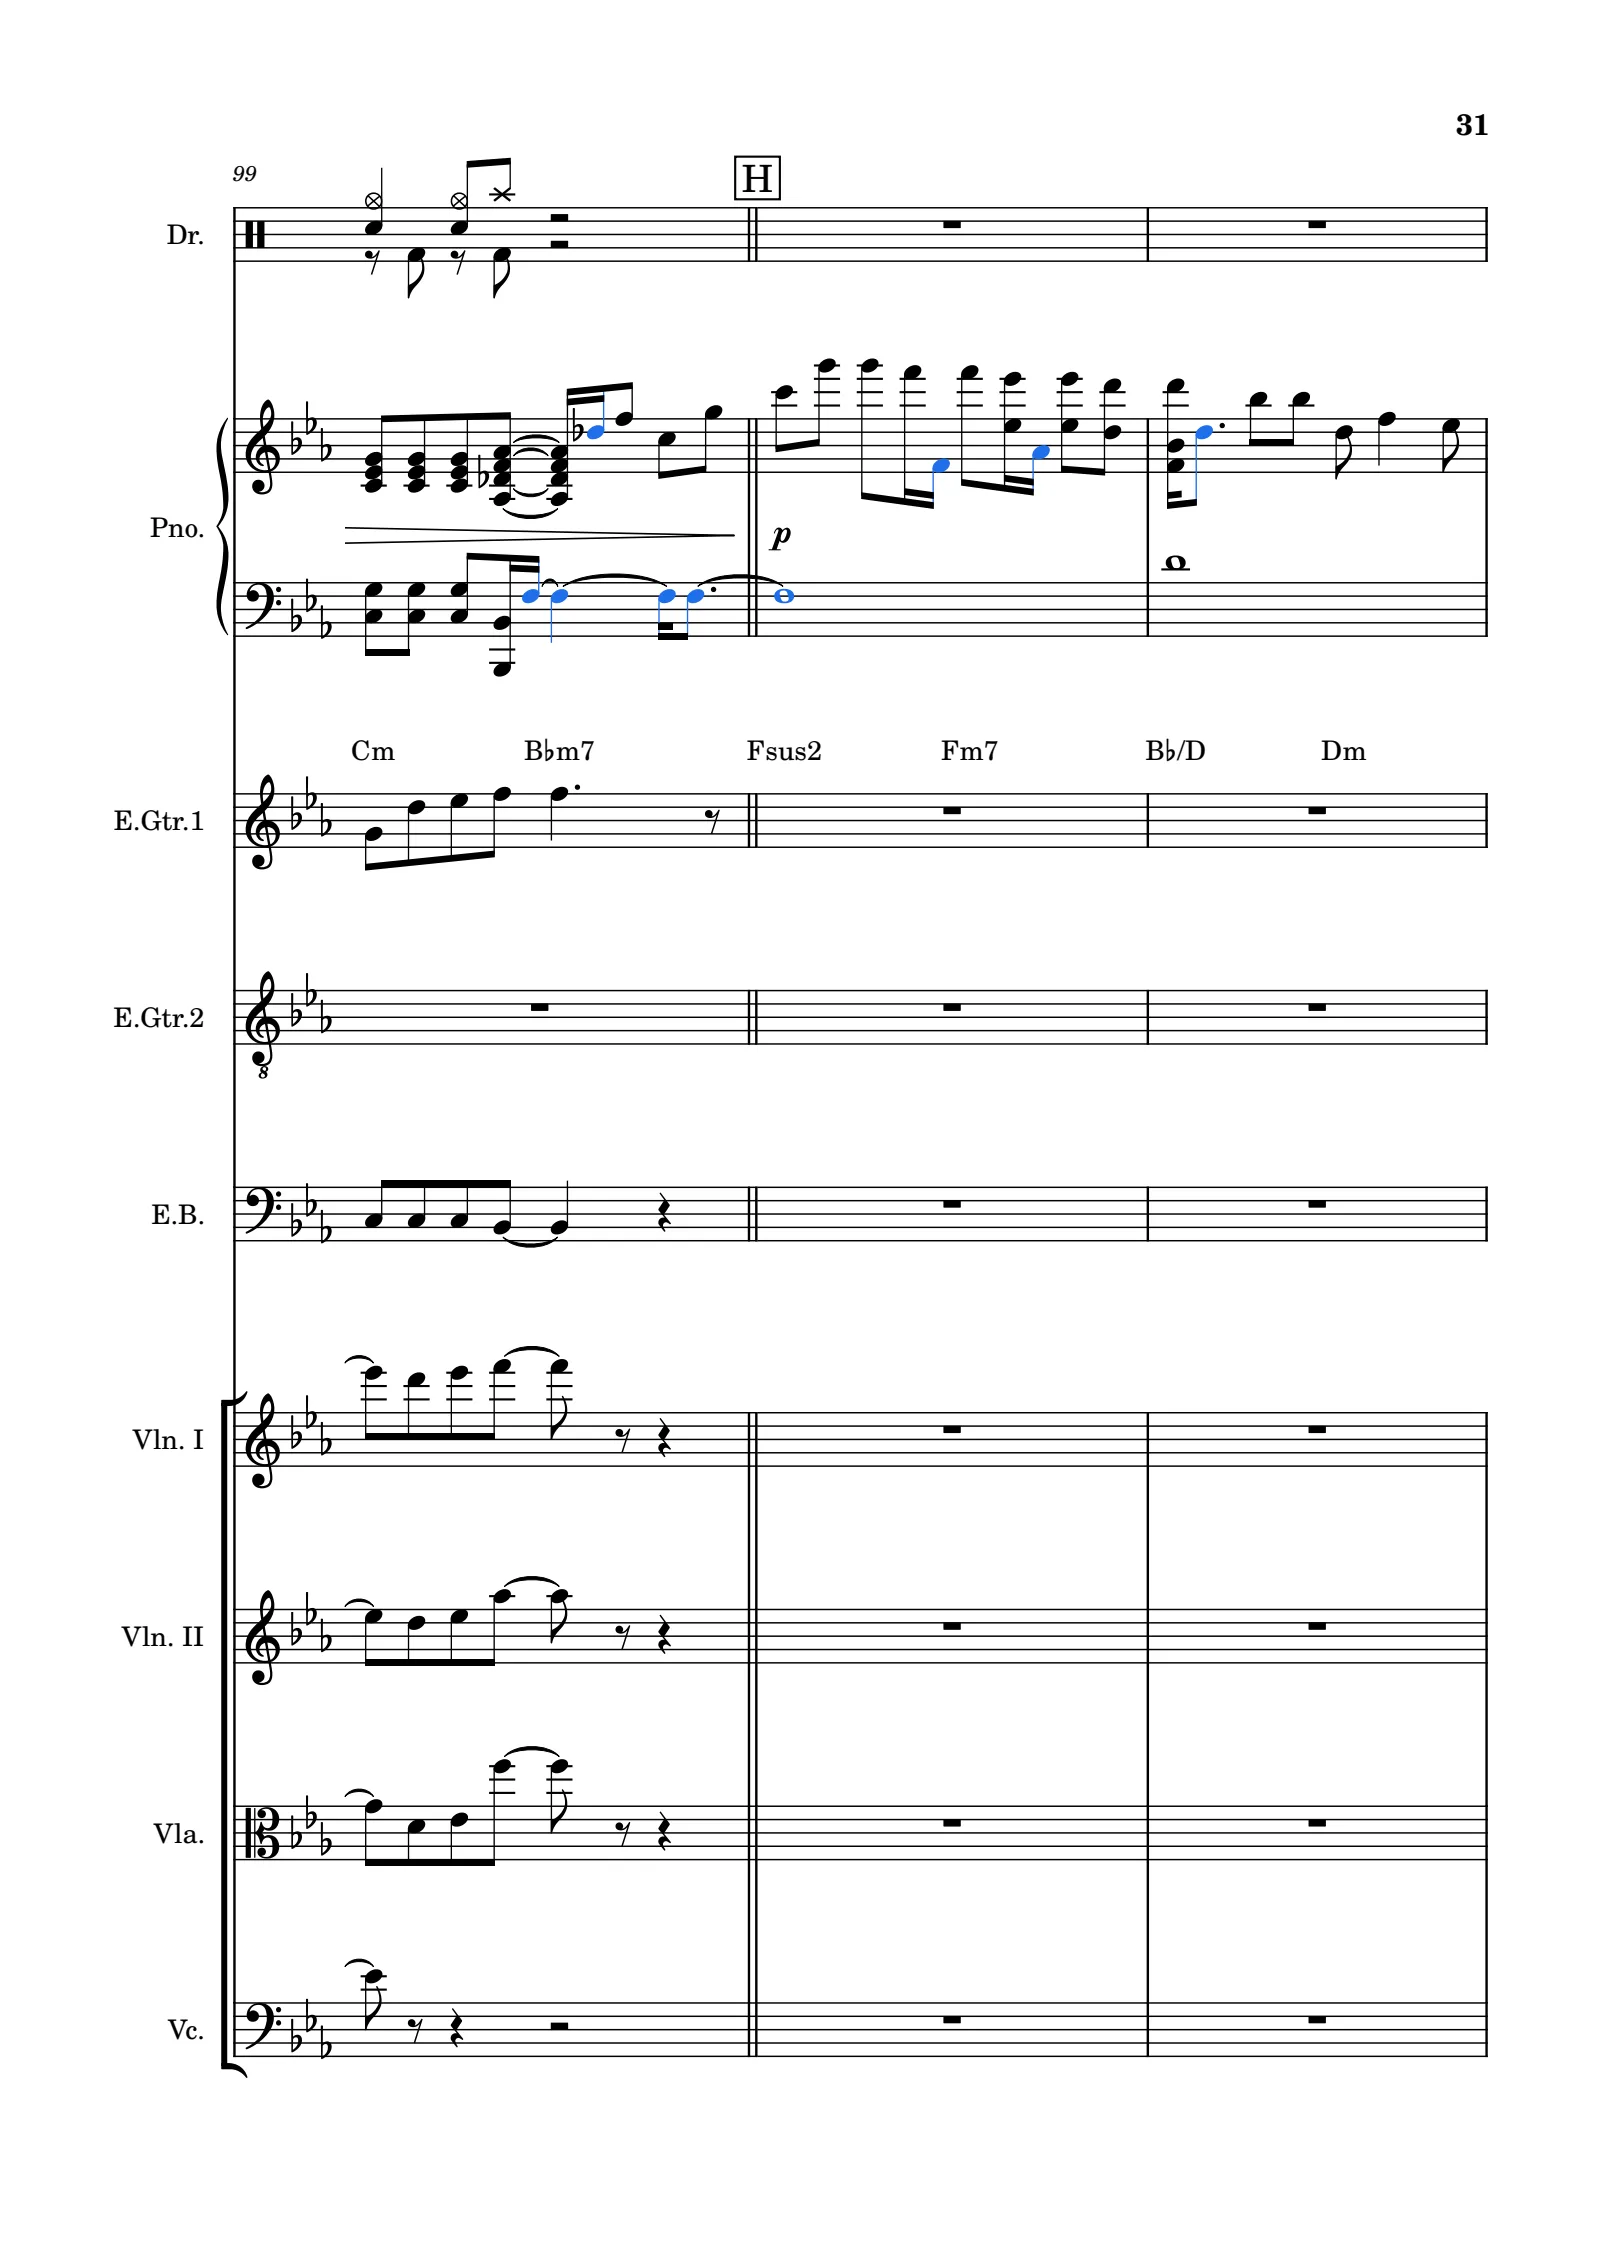 31
99
H
Dr.
Pno.
p
Cm B♭m7 Fsus2 Fm7 B♭/D Dm
E.Gtr.1
E.Gtr.2
8
E.B.
Vln. I
Vln. II
Vla.
Vc.